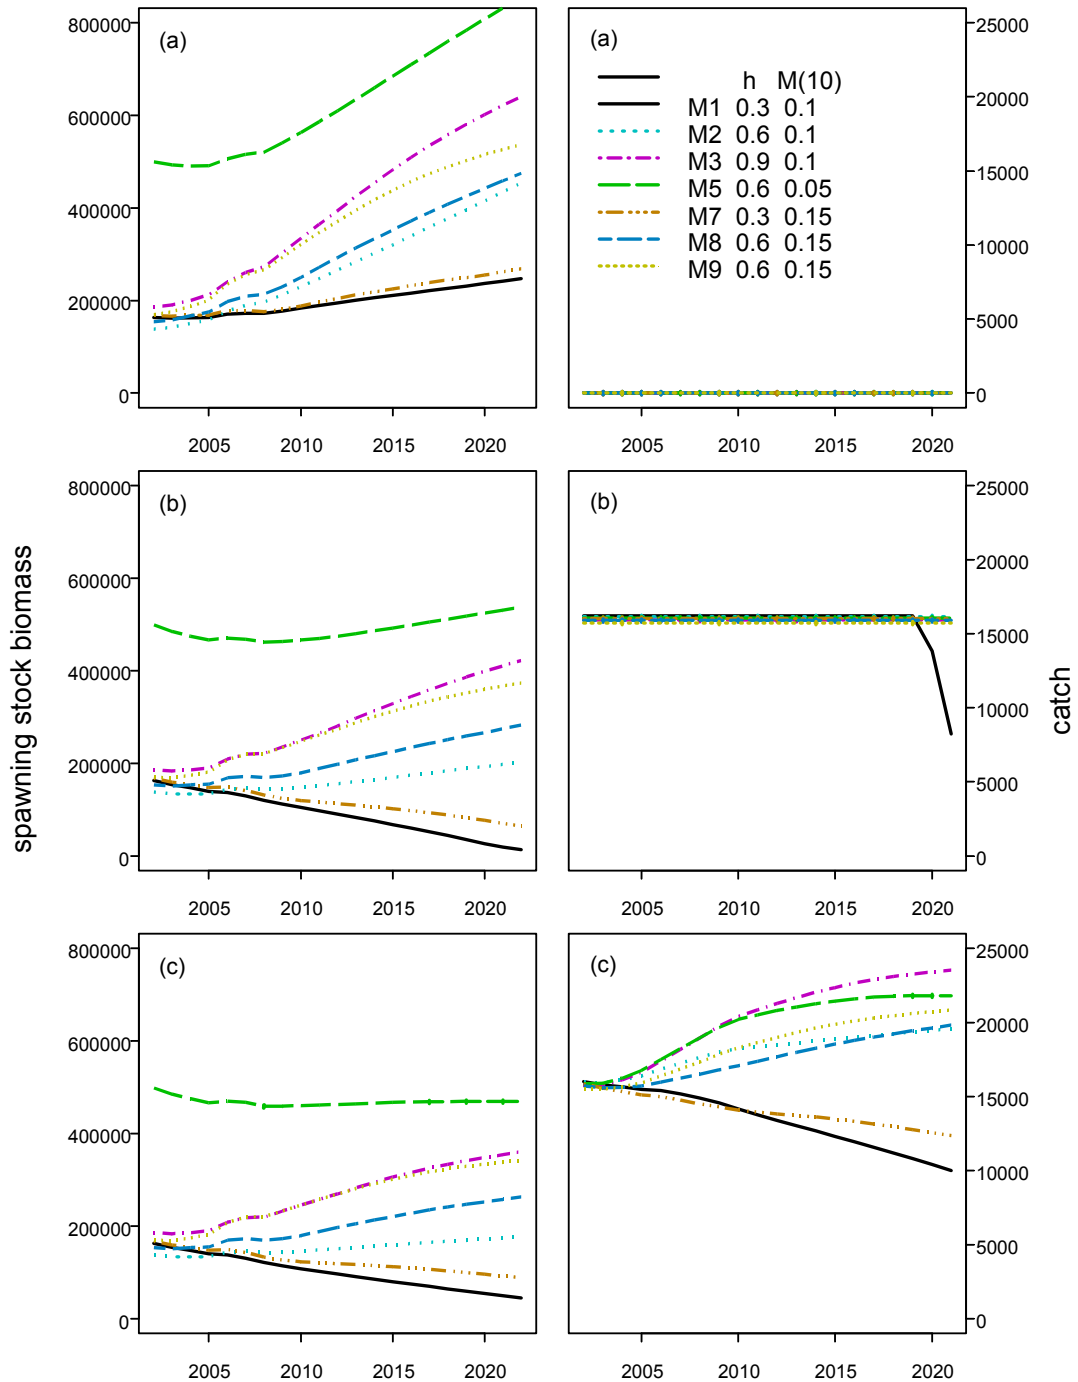 800000
600000
400000
200000
0
(a)
2005 2010 2015 2020
(a)
h M(10)
M1 0.3 0.1
M2 0.6 0.1
M3 0.9 0.1
M5 0.6 0.05
M7 0.3 0.15
M8 0.6 0.15
M9 0.6 0.15
25000
20000
15000
10000
5000
0
2005 2010 2015 2020
spawning stock biomass
800000
600000
400000
200000
0
(b)
2005 2010 2015 2020
(b)
25000
20000
15000
10000
5000
0
2005 2010 2015 2020
catch
800000
600000
400000
200000
0
(c)
2005 2010 2015 2020
(c)
25000
20000
15000
10000
5000
0
2005 2010 2015 2020